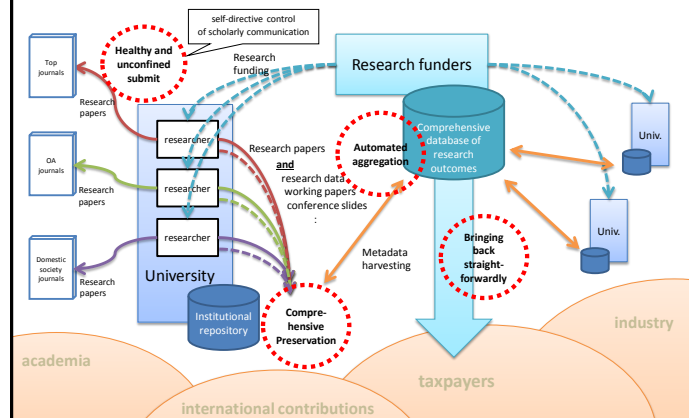 self-directive control
of scholarly communication
Top
journals
Healthy and
unconfined
submit
Research
funding
Research funders
Research
papers
researcher
Research papers
and
research data
working papers
conference slides
:
Automated
aggregation
Comprehensive
database of
research
outcomes
Univ.
OA
journals
Research
papers
researcher
Univ.
Domestic
society
journals
Research
papers
researcher
University
Metadata
harvesting
Bringing
back
straight-
forwardly
Institutional
repository
Compre-
hensive
Preservation
academia
international contributions
taxpayers
industry